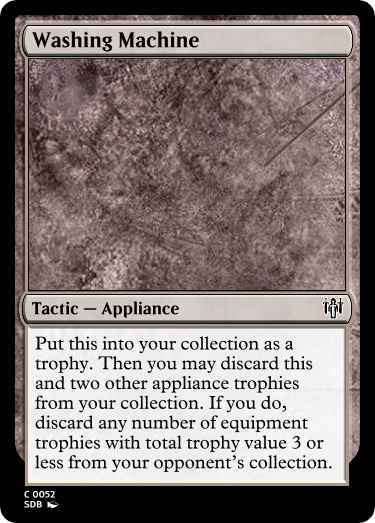 Washing Machine
Tactic — Appliance
Put this into your collection as a
trophy. Then you may discard this
and two other appliance trophies
from your collection. If you do,
discard any number of equipment
trophies with total trophy value 3 or
less from your opponent's collection.
C 0052
SDB